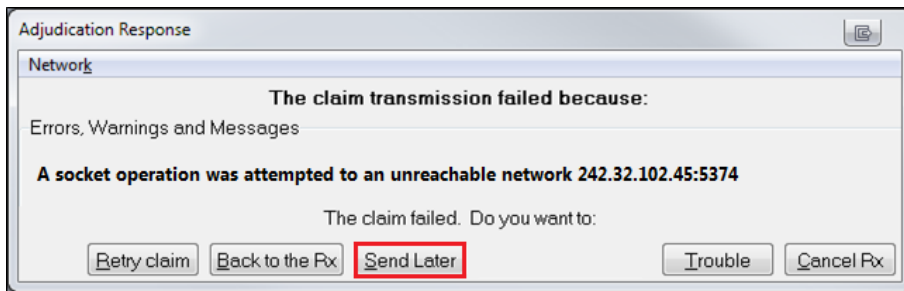 Adjudication Response
Network
The claim transmission failed because:
Errors, Warnings and Messages
A socket operation was attempted to an unreachable network 242.32.102.45:5374
The claim failed. Do you want to:
Retry claim Back to the Rx Send Later Trouble Cancel Rx